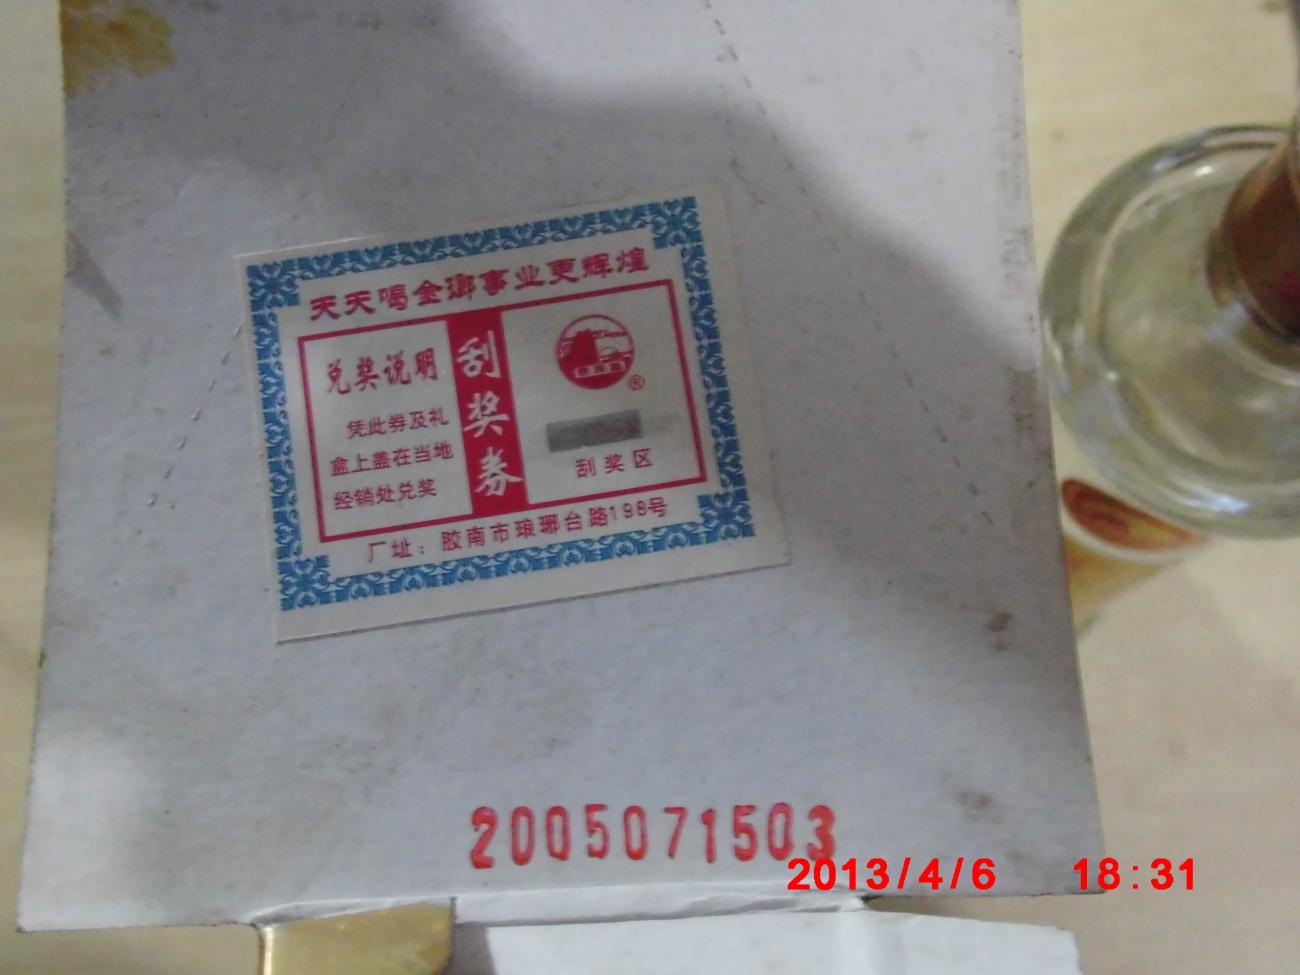 天天喝金瑯事业更辉煌
兑奖说明
凭此券及礼
盒上盖在当地
经销处兑奖
刮奖券
®
刮奖区
厂址：胶南市琅琊台路198号
2005071503
2013/4/6 18:31